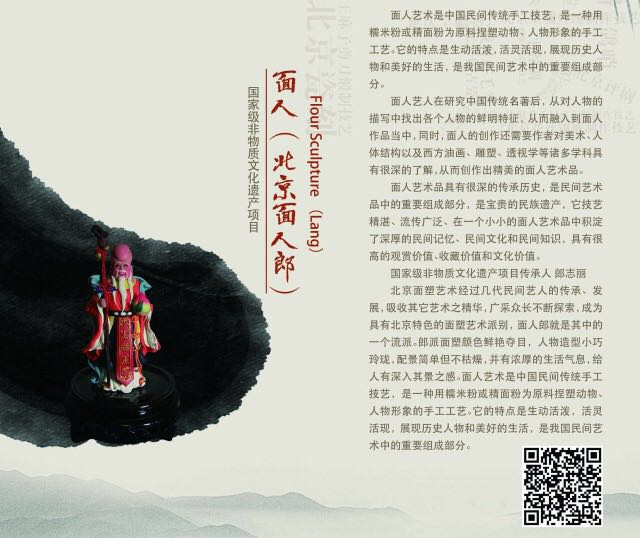 国家级非物质文化遗产项目
面人（北京面人郎）
Flour Sculpture （Lang）
面人艺术是中国民间传统手工技艺，是一种用
糯米粉或精面粉为原料捏塑动物、人物形象的手工
工艺。它的特点是生动活泼，活灵活现，展现历史人
物和美好的生活，是我国民间艺术中的重要组成部
分。
面人艺人在研究中国传统名著后，从对人物的
描写中找出各个人物的鲜明特征，从而融入到面人
作品当中，同时，面人的创作还需要作者对美术、人
体结构以及西方油画、雕塑、透视学等诸多学科具
有很深的了解，从而创作出精美的面人艺术品。
面人艺术品具有很深的传承历史，是民间艺术
品中的重要组成部分，是宝贵的民族遗产，它技艺
精湛、流传广泛、在一个小小的面人艺术品中积淀
了深厚的民间记忆、民间文化和民间知识，具有很
高的观赏价值、收藏价值和文化价值。
国家级非物质文化遗产项目传承人 郎志丽
北京面塑艺术经过几代民间艺人的传承、发
展，吸收其它艺术之精华，广采众长不断探索，成为
具有北京特色的面塑艺术派别，面人郎就是其中的
一个流派。郎派面塑颜色鲜艳夺目，人物造型小巧
玲珑，配景简单但不枯燥，并有浓厚的生活气息，给
人有深入其景之感。面人艺术是中国民间传统手工
技艺，是一种用糯米粉或精面粉为原料捏塑动物、
人物形象的手工工艺。它的特点是生动活泼，活灵
活现，展现历史人物和美好的生活，是我国民间艺
术中的重要组成部分。